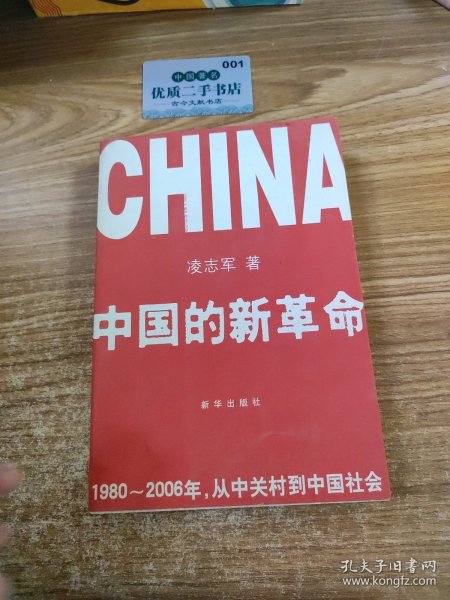 001
中国著名
优质二手书店
古今文献书店
CHINA
凌志军 著
中国的新革命
新华出版社
1980～2006年，从中关村到中国社会
孔夫子旧书网
www.kongfz.com